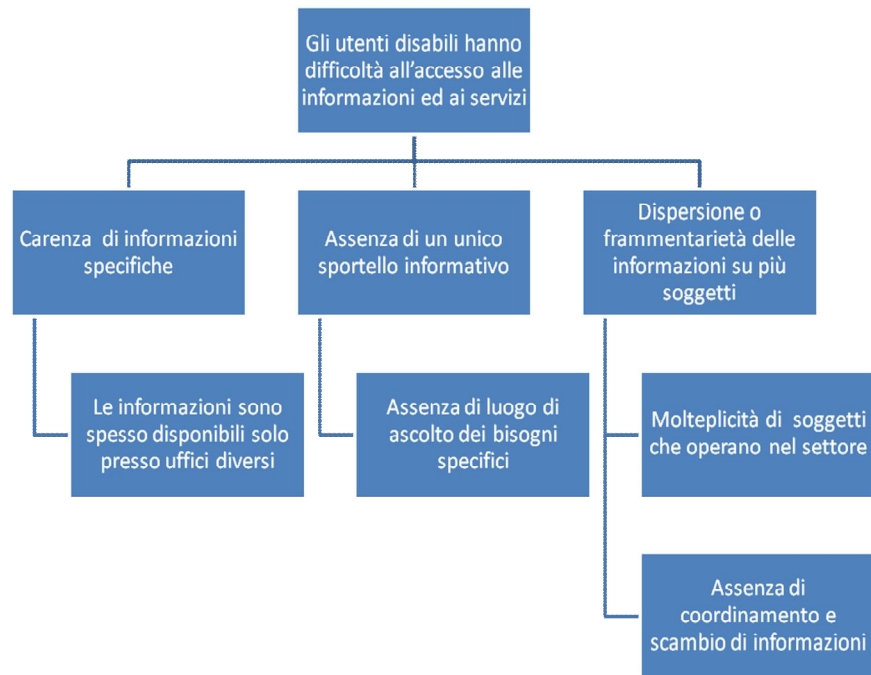 Gli utenti disabili hanno
difficoltà all'accesso alle
informazioni ed ai servizi
Carenza di informazioni
specifiche
Assenza di un unico
sportello informativo
Dispersione o
frammentarietà delle
informazioni su più
soggetti
Le informazioni sono
spesso disponibili solo
presso uffici diversi
Assenza di luogo di
ascolto dei bisogni
specifici
Molteplicità di soggetti
che operano nel settore
Assenza di
coordinamento e
scambio di informazioni